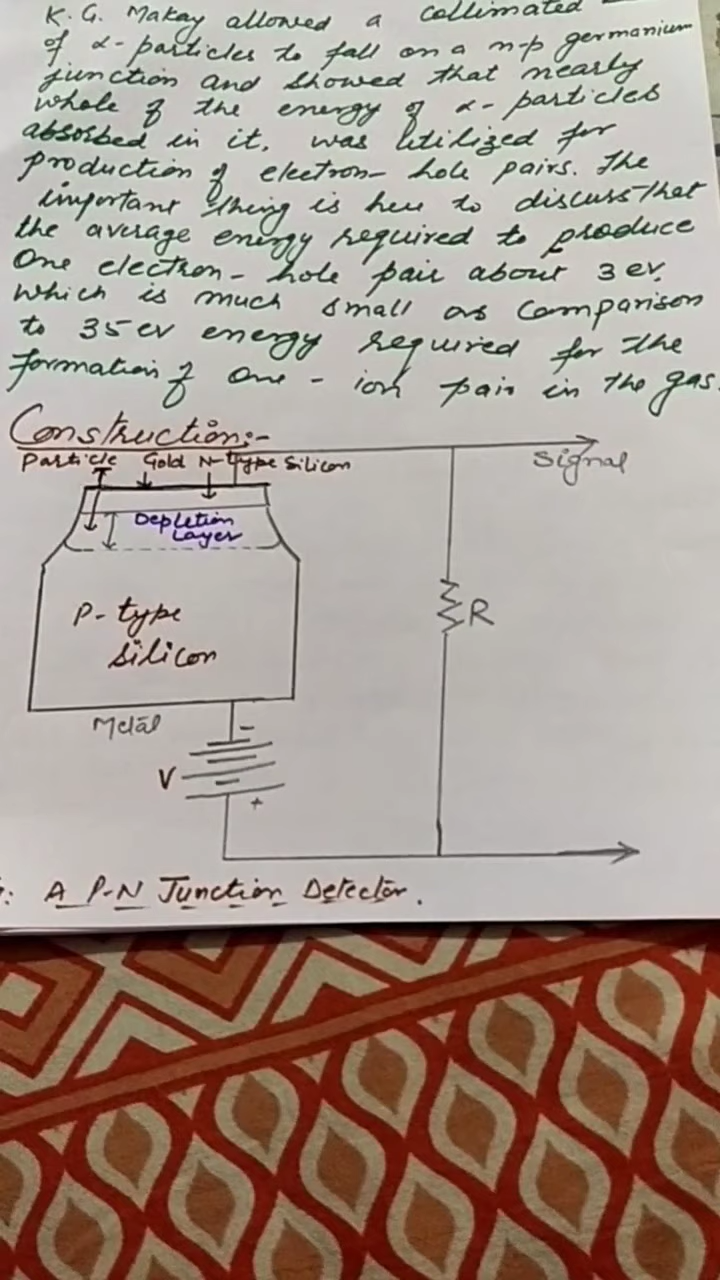 K. G. Makay allowed a collimated
of α-particles to fall on a n-p germanium
junction and showed that nearly
whole of the energy of α-particles
absorbed in it, was utilized for
production of electron-hole pairs. The
important thing is here to discuss that
the average energy required to produce
One electron-hole pair about 3 ev.
which is much small as comparison
to 35 ev energy required for the
formation of one-ion pair in the gas.
Construction:-
Particle Gold N-type Silicon
Signal
Depletion
Layer
R
P-type
silicon
Metal
-
V
+
: A P-N Junction Detector.